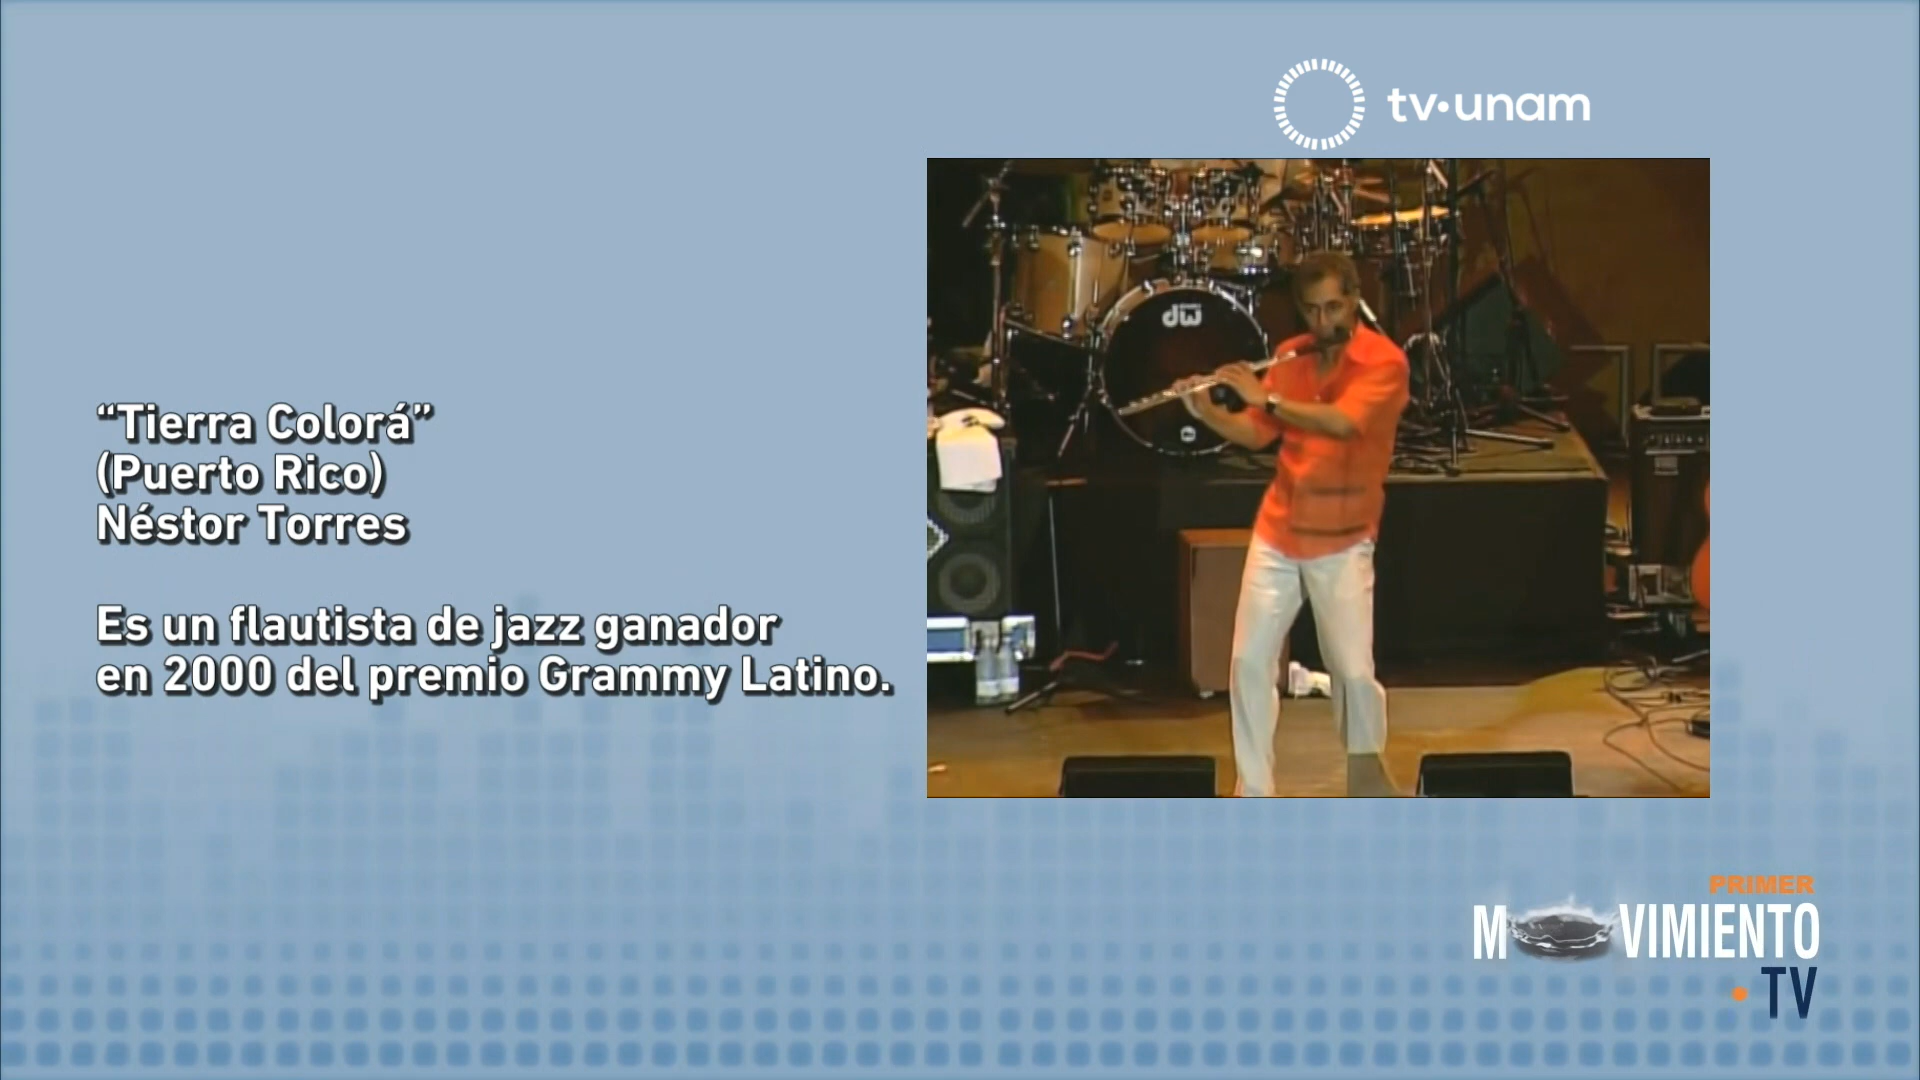 tv•unam
dw
“Tierra Colorá”
(Puerto Rico)
Néstor Torres
Es un flautista de jazz ganador
en 2000 del premio Grammy Latino.
PRIMER
MOVIMIENTO
• TV